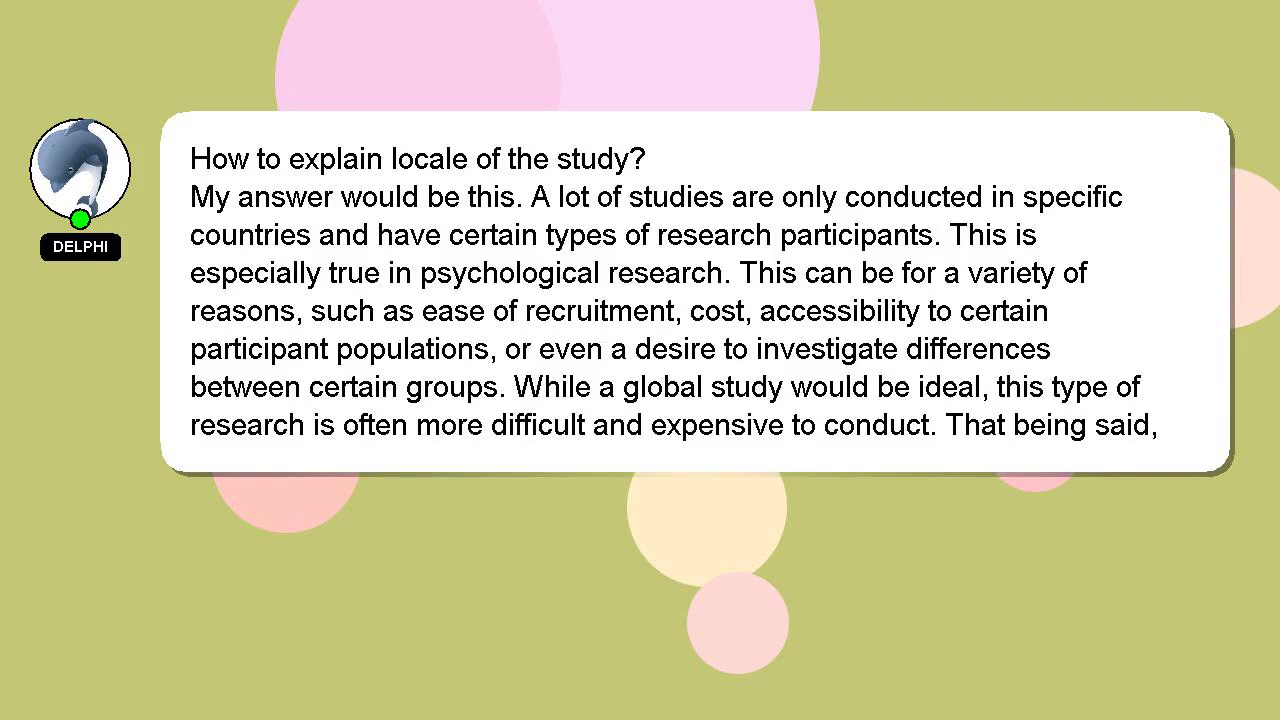 How to explain locale of the study?
My answer would be this. A lot of studies are only conducted in specific
countries and have certain types of research participants. This is
especially true in psychological research. This can be for a variety of
reasons, such as ease of recruitment, cost, accessibility to certain
participant populations, or even a desire to investigate differences
between certain groups. While a global study would be ideal, this type of
research is often more difficult and expensive to conduct. That being said,
DELPHI